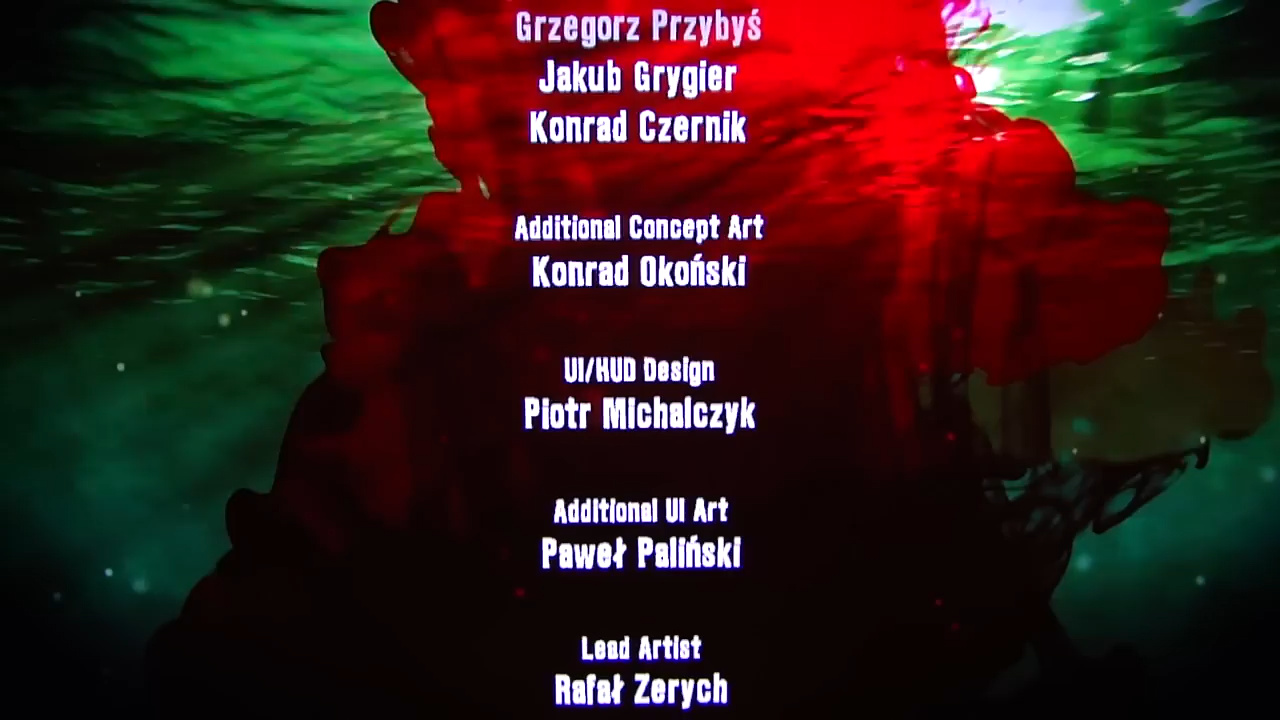 Grzegorz Przybyś
Jakub Grygier
Konrad Czernik
Additional Concept Art
Konrad Okoński
UI/HUD Design
Piotr Michalczyk
Additional UI Art
Paweł Paliński
Lead Artist
Rafał Zerych